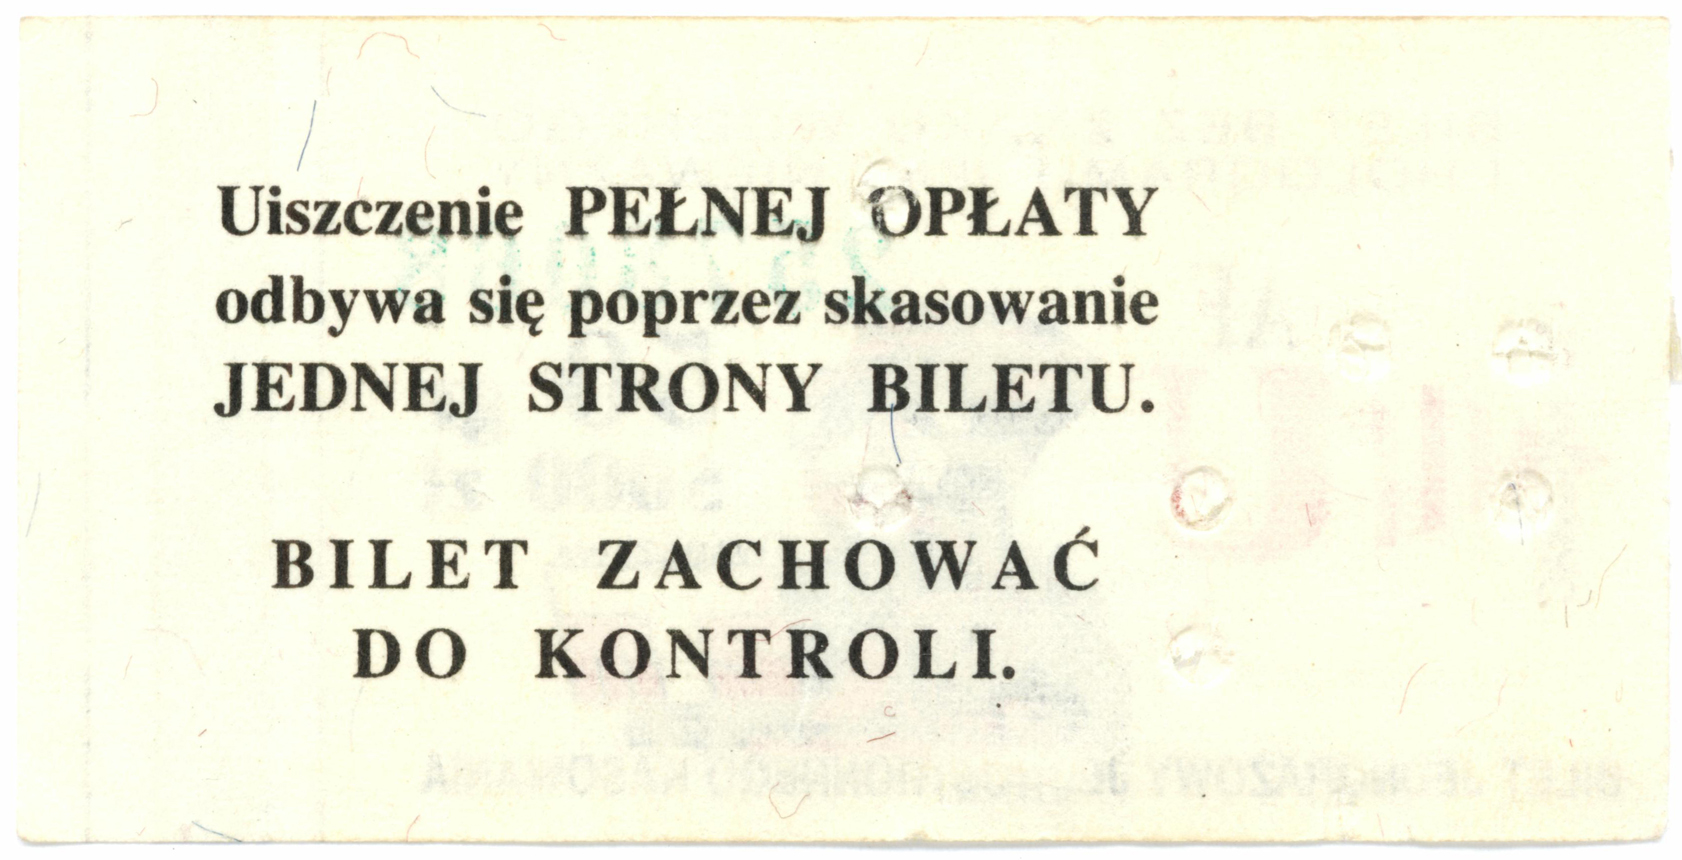 Uiszczenie PEŁNEJ OPŁATY
odbywa się poprzez skasowanie
JEDNEJ STRONY BILETU.
BILET ZACHOWAĆ
DO KONTROLI.